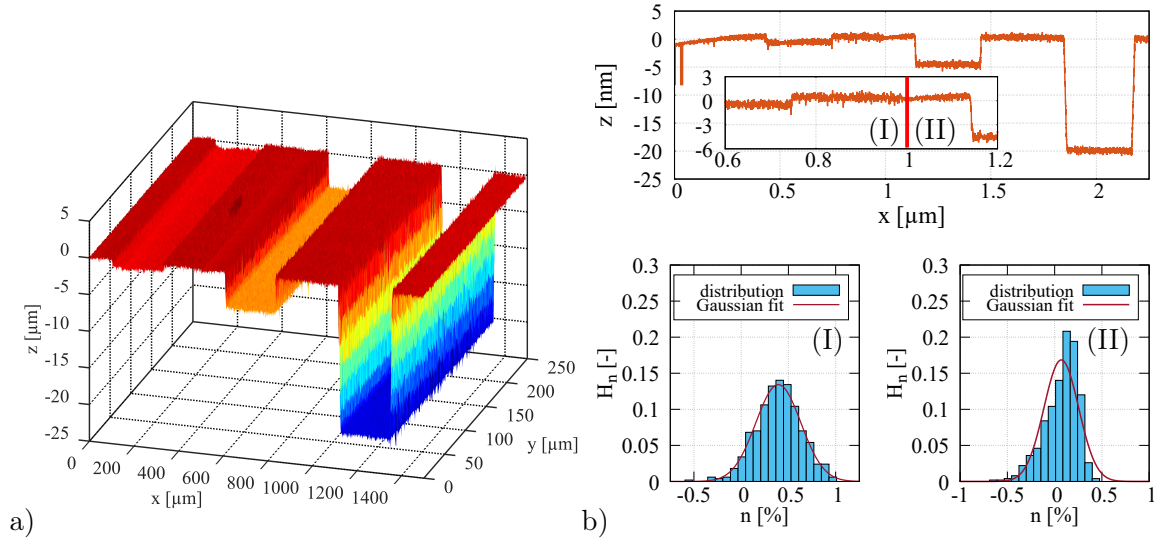 5
0
-5
-10
-15
-20
-25
z [µm]
0
200
400
600
800
1000
1200
1400
x [µm]
0
50
100
150
200
250
y [µm]
a)
5
0
-5
-10
-15
-20
-25
z [nm]
3
0
-3
-6
(I) (II)
0.6 0.8 1 1.2
0 0.5 1 1.5 2
x [µm]
0.3
0.25
0.2
0.15
0.1
0.05
0
H_n [-]
distribution
Gaussian fit
(I)
-0.5 0 0.5 1
n [%]
0.3
0.25
0.2
0.15
0.1
0.05
0
H_n [-]
distribution
Gaussian fit
(II)
-1 -0.5 0 0.5 1
n [%]
b)